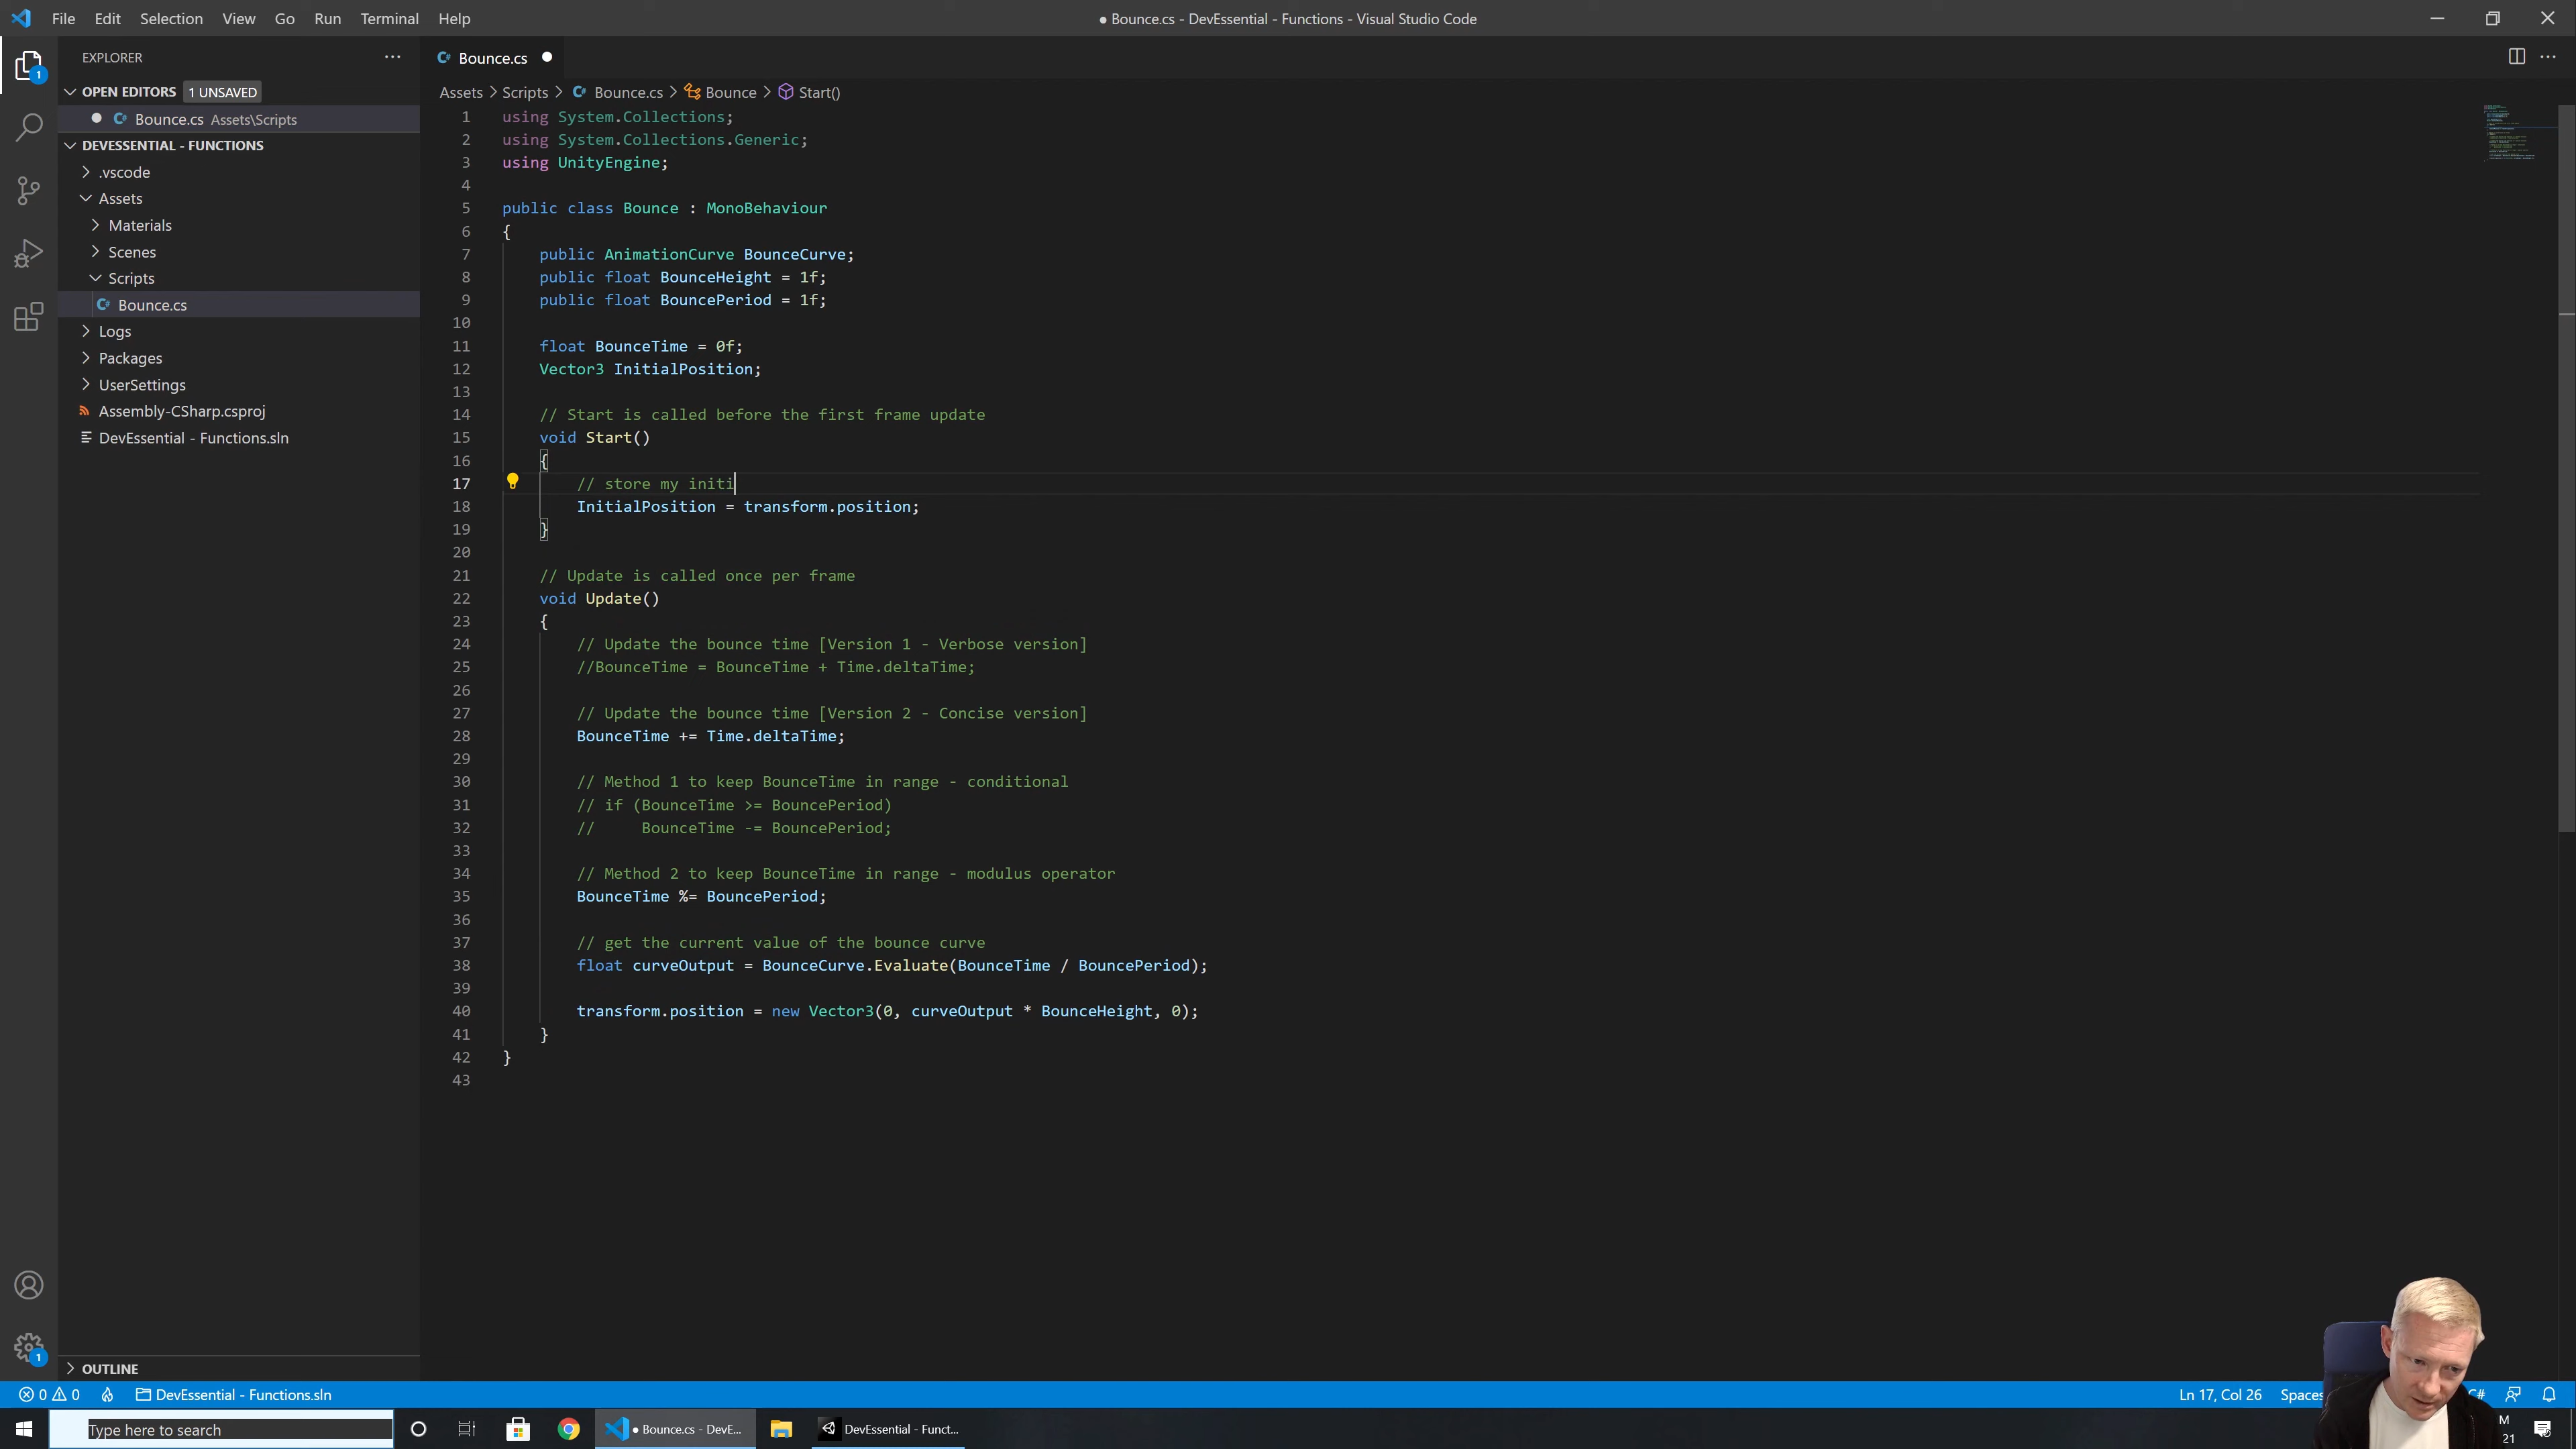 File Edit Selection View Go Run Terminal Help
● Bounce.cs - DevEssential - Functions - Visual Studio Code
EXPLORER
Bounce.cs
OPEN EDITORS 1 UNSAVED
Bounce.cs Assets\Scripts
DEVESSENTIAL - FUNCTIONS
.vscode
Assets
Materials
Scenes
Scripts
Bounce.cs
Logs
Packages
UserSettings
Assembly-CSharp.csproj
DevEssential - Functions.sln
OUTLINE
Assets > Scripts > Bounce.cs > Bounce > Start()
1 using System.Collections;
2 using System.Collections.Generic;
3 using UnityEngine;
4
5 public class Bounce : MonoBehaviour
6 {
7 public AnimationCurve BounceCurve;
8 public float BounceHeight = 1f;
9 public float BouncePeriod = 1f;
10
11 float BounceTime = 0f;
12 Vector3 InitialPosition;
13
14 // Start is called before the first frame update
15 void Start()
16 {
17 // store my initi
18 InitialPosition = transform.position;
19 }
20
21 // Update is called once per frame
22 void Update()
23 {
24 // Update the bounce time [Version 1 - Verbose version]
25 //BounceTime = BounceTime + Time.deltaTime;
26
27 // Update the bounce time [Version 2 - Concise version]
28 BounceTime += Time.deltaTime;
29
30 // Method 1 to keep BounceTime in range - conditional
31 // if (BounceTime >= BouncePeriod)
32 // BounceTime -= BouncePeriod;
33
34 // Method 2 to keep BounceTime in range - modulus operator
35 BounceTime %= BouncePeriod;
36
37 // get the current value of the bounce curve
38 float curveOutput = BounceCurve.Evaluate(BounceTime / BouncePeriod);
39
40 transform.position = new Vector3(0, curveOutput * BounceHeight, 0);
41 }
42 }
43
0 0 DevEssential - Functions.sln
Ln 17, Col 26 Spaces C#
Type here to search
● Bounce.cs - DevE...
DevEssential - Funct...
M
21